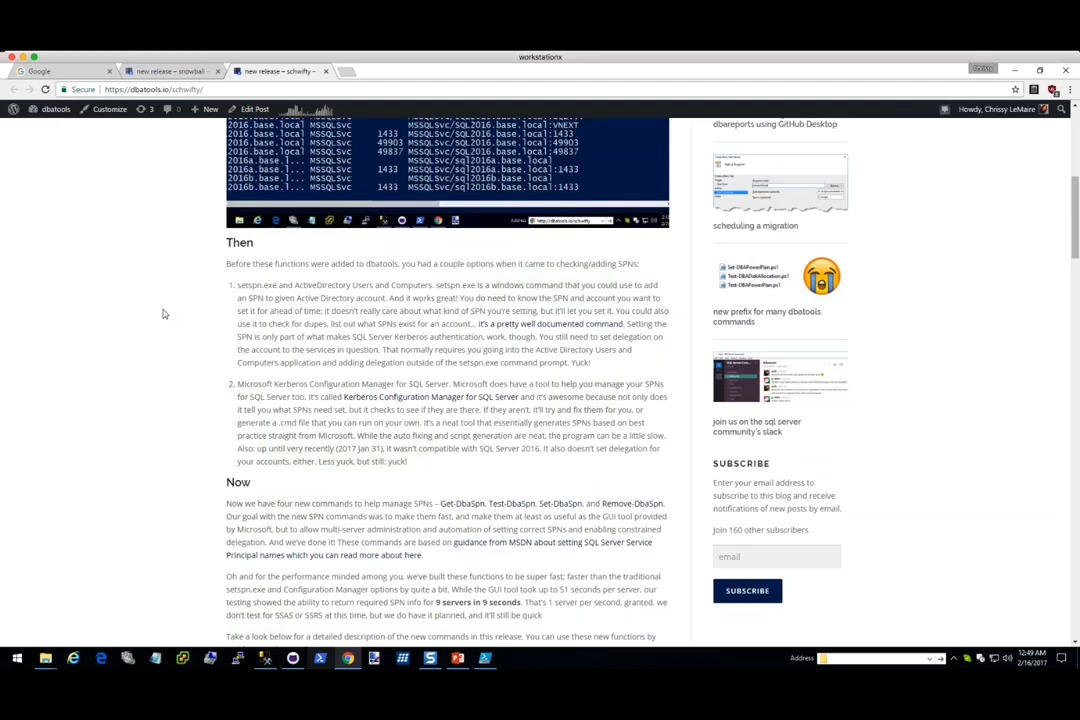 workstationx
Google
new release – snowball –
new release – schwifty –
Chrissy
Secure
https://dbatools.io/schwifty/
dbatools
Customize
3
0
New
Edit Post
Howdy, Chrissy LeMaire
MSSQLSvc/sql2016.base.local:VNEXT
2016.base.local MSSQLSvc 1433 MSSQLSvc/SQL2016.base.local:1433
2016.base.local MSSQLSvc 49903 MSSQLSvc/SQL2016.base.local:49903
2016.base.local MSSQLSvc 49837 MSSQLSvc/SQL2016.base.local:49837
2016a.base.l... MSSQLSvc MSSQLSvc/sql2016a.base.local
2016a.base.l... MSSQLSvc 1433 MSSQLSvc/sql2016a.base.local:1433
2016b.base.l... MSSQLSvc MSSQLSvc/sql2016b.base.local
2016b.base.l... MSSQLSvc 1433 MSSQLSvc/sql2016b.base.local:1433
Address
http://dbatools.io/schwifty
Then
Before these functions were added to dbatools, you had a couple options when it came to checking/adding SPNs:
1. setspn.exe and ActiveDirectory Users and Computers. setspn.exe is a windows command that you could use to add
an SPN to given Active Directory account. And it works great! You do need to know the SPN and account you want to
set it for ahead of time; it doesn't really care about what kind of SPN you're setting, but it'll let you set it. You could also
use it to check for dupes, list out what SPNs exist for an account... it's a pretty well documented command. Setting the
SPN is only part of what makes SQL Server Kerberos authentication, work, though. You still need to set delegation on
the account to the services in question. That normally requires you going into the Active Directory Users and
Computers application and adding delegation outside of the setspn.exe command prompt. Yuck!
2. Microsoft Kerberos Configuration Manager for SQL Server. Microsoft does have a tool to help you manage your SPNs
for SQL Server too. It's called Kerberos Configuration Manager for SQL Server and it's awesome because not only does
it tell you what SPNs need set, but it checks to see if they are there. If they aren't, it'll try and fix them for you, or
generate a .cmd file that you can run on your own. It's a neat tool that essentially generates SPNs based on best
practice straight from Microsoft. While the auto fixing and script generation are neat, the program can be a little slow.
Also: up until very recently (2017 Jan 31), it wasn't compatible with SQL Server 2016. It also doesn't set delegation for
your accounts, either. Less yuck, but still: yuck!
Now
Now we have four new commands to help manage SPNs – Get-DbaSpn, Test-DbaSpn, Set-DbaSpn, and Remove-DbaSpn.
Our goal with the new SPN commands was to make them fast, and make them at least as useful as the GUI tool provided
by Microsoft, but to allow multi-server administration and automation of setting correct SPNs and enabling constrained
delegation. And we've done it! These commands are based on guidance from MSDN about setting SQL Server Service
Principal names which you can read more about here.
Oh and for the performance minded among you, we've built these functions to be super fast; faster than the traditional
setspn.exe and Configuration Manager options by quite a bit. While the GUI tool took up to 51 seconds per server, our
testing showed the ability to return required SPN info for 9 servers in 9 seconds. That's 1 server per second, granted. we
don't test for SSAS or SSRS at this time, but we do have it planned, and it'll still be quick
Take a look below for a detailed description of the new commands in this release. You can use these new functions by
dbareports using GitHub Desktop
scheduling a migration
Set-DBAPowerPlan.ps1
Test-DBADiskAllocation.ps1
Test-DBAPowerPlan.ps1
new prefix for many dbatools
commands
join us on the sql server
community's slack
SUBSCRIBE
Enter your email address to
subscribe to this blog and receive
notifications of new posts by email.
Join 160 other subscribers
email
SUBSCRIBE
Address
12:49 AM
2/16/2017